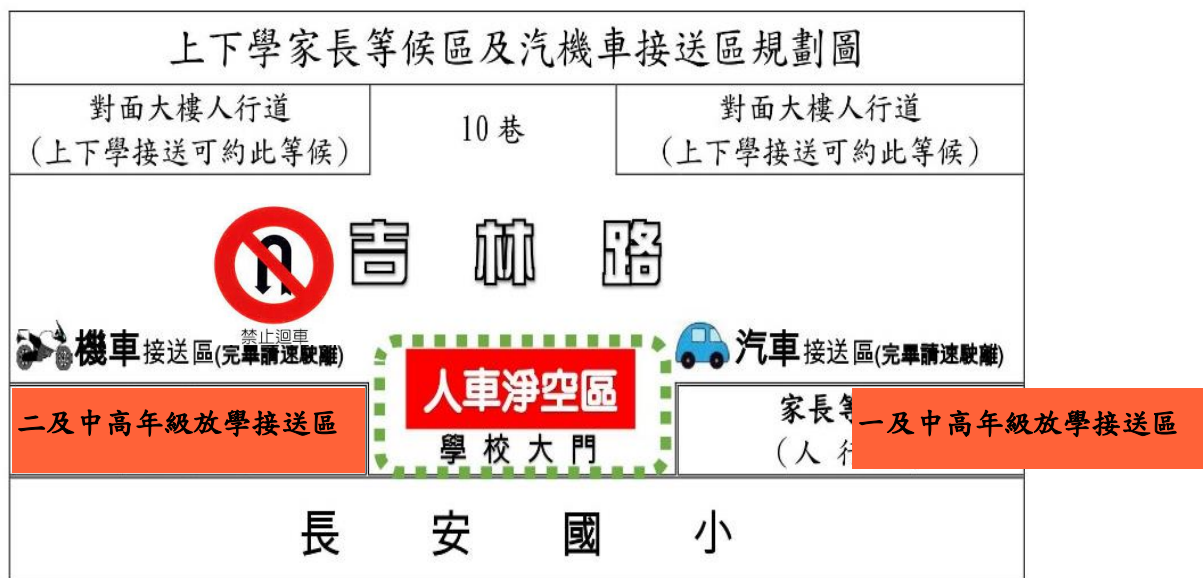 上下學家長等候區及汽機車接送區規劃圖
對面大樓人行道
(上下學接送可約此等候)
10 巷
對面大樓人行道
(上下學接送可約此等候)
吉林路
禁止迴車
機車接送區(完畢請速駛離)
汽車接送區(完畢請速駛離)
人車淨空區
學校大門
二及中高年級放學接送區
家長
(人
一及中高年級放學接送區
長安國小